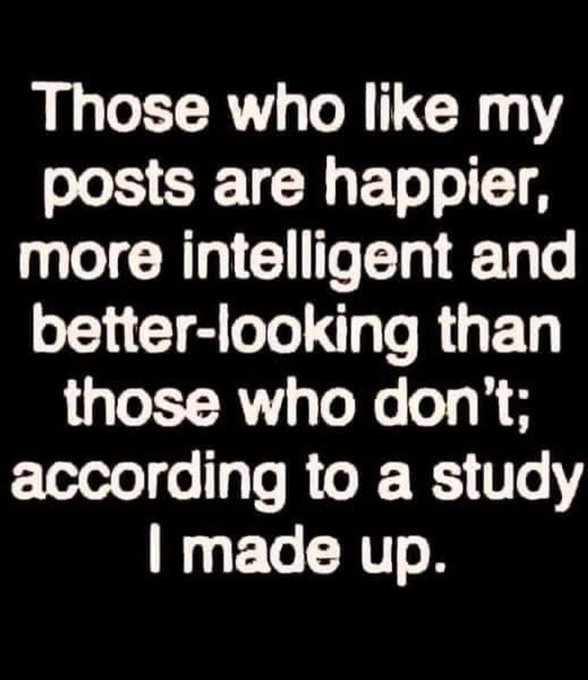 Those who like my
posts are happier,
more intelligent and
better-looking than
those who don't;
according to a study
I made up.